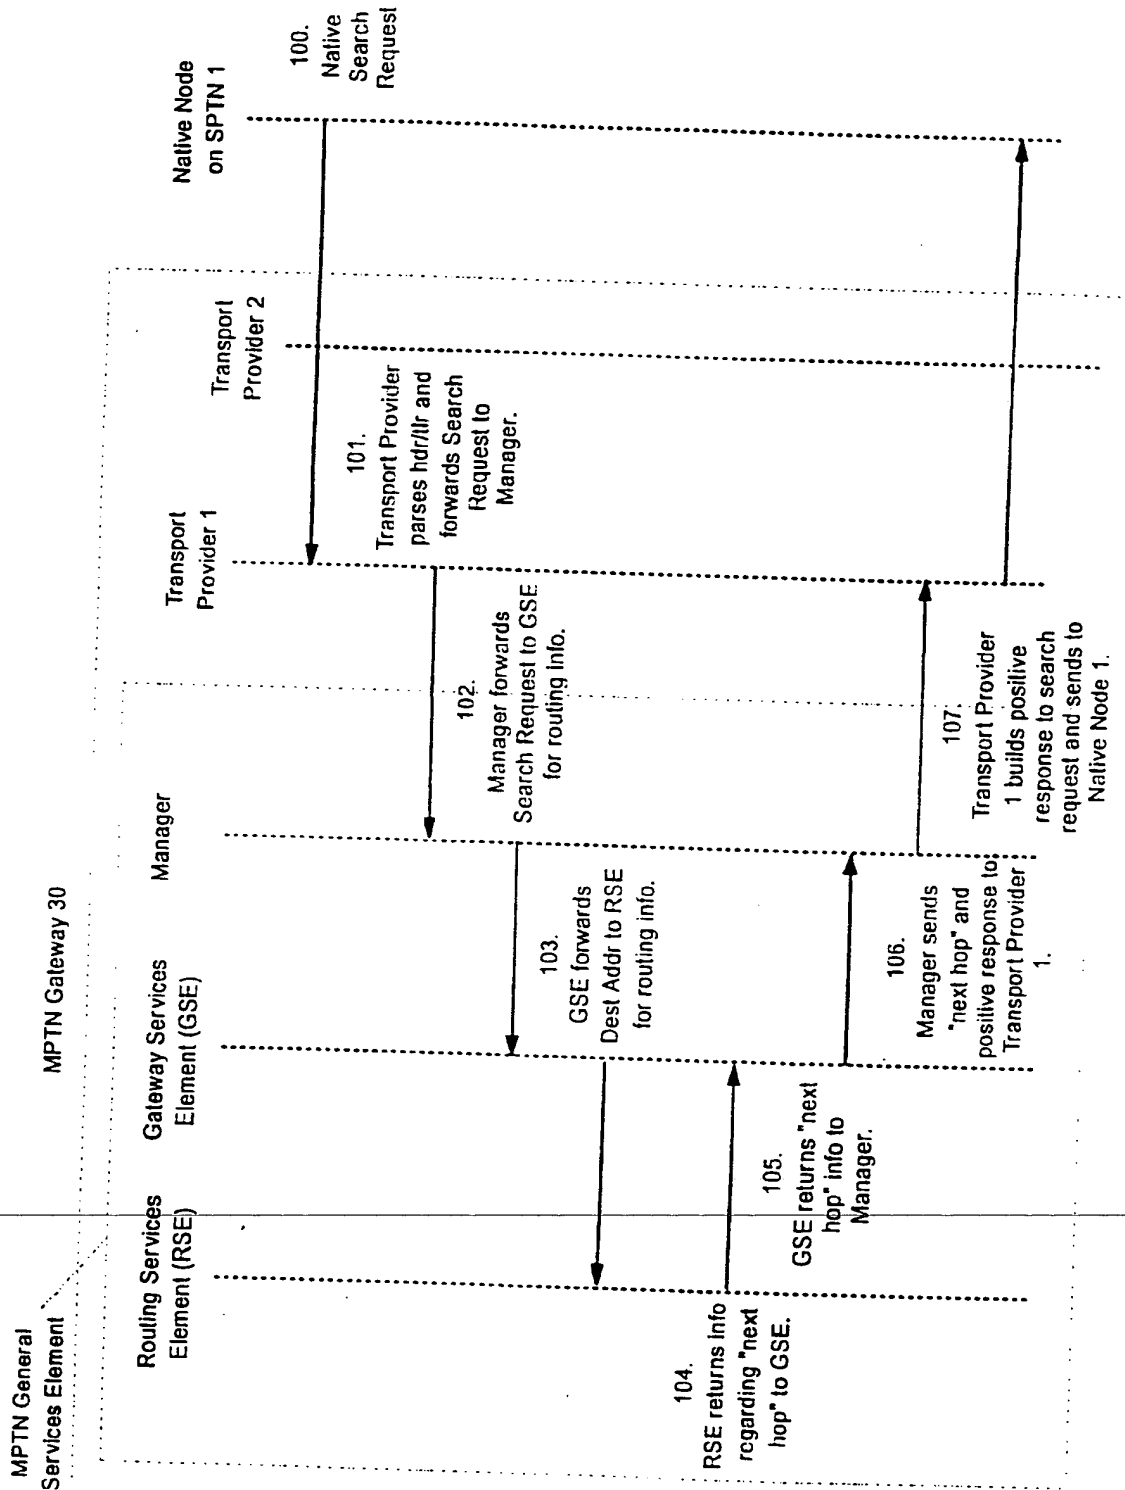 MPTN Gateway 30
MPTN General
Services Element
Routing Services
Element (RSE)
Gateway Services
Element (GSE)
Manager
Transport
Provider 1
Transport
Provider 2
Native Node
on SPTN 1
100.
Native
Search
Request
101.
Transport Provider
parses hdr/tlr and
forwards Search
Request to
Manager.
102.
Manager forwards
Search Request to GSE
for routing info.
103.
GSE forwards
Dest Addr to RSE
for routing info.
104.
RSE returns info
regarding "next
hop" to GSE.
105.
GSE returns "next
hop" info to
Manager.
106.
Manager sends
"next hop" and
positive response to
Transport Provider
1.
107.
Transport Provider
1 builds positive
response to search
request and sends to
Native Node 1.